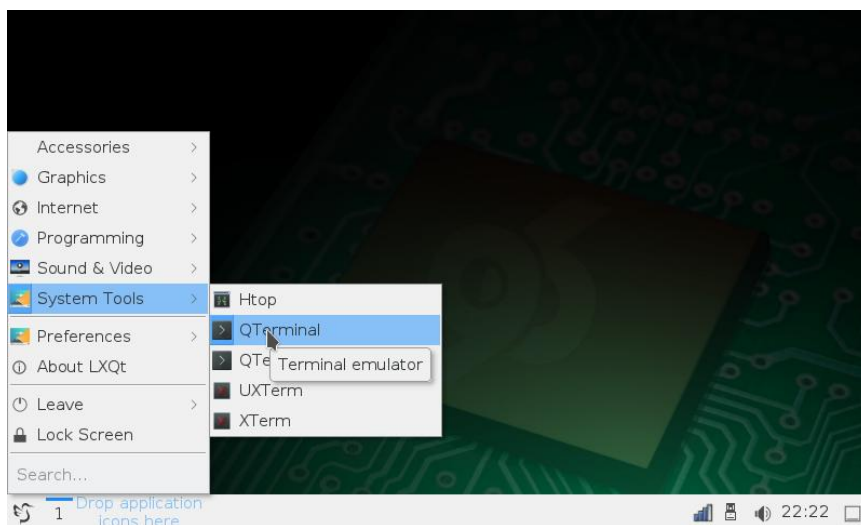 Accessories
Graphics
Internet
Programming
Sound & Video
System Tools
Preferences
About LXQt
Leave
Lock Screen
Search...
Htop
QTerminal
QTe
Terminal emulator
UXTerm
XTerm
1
Drop application
icons here
22:22